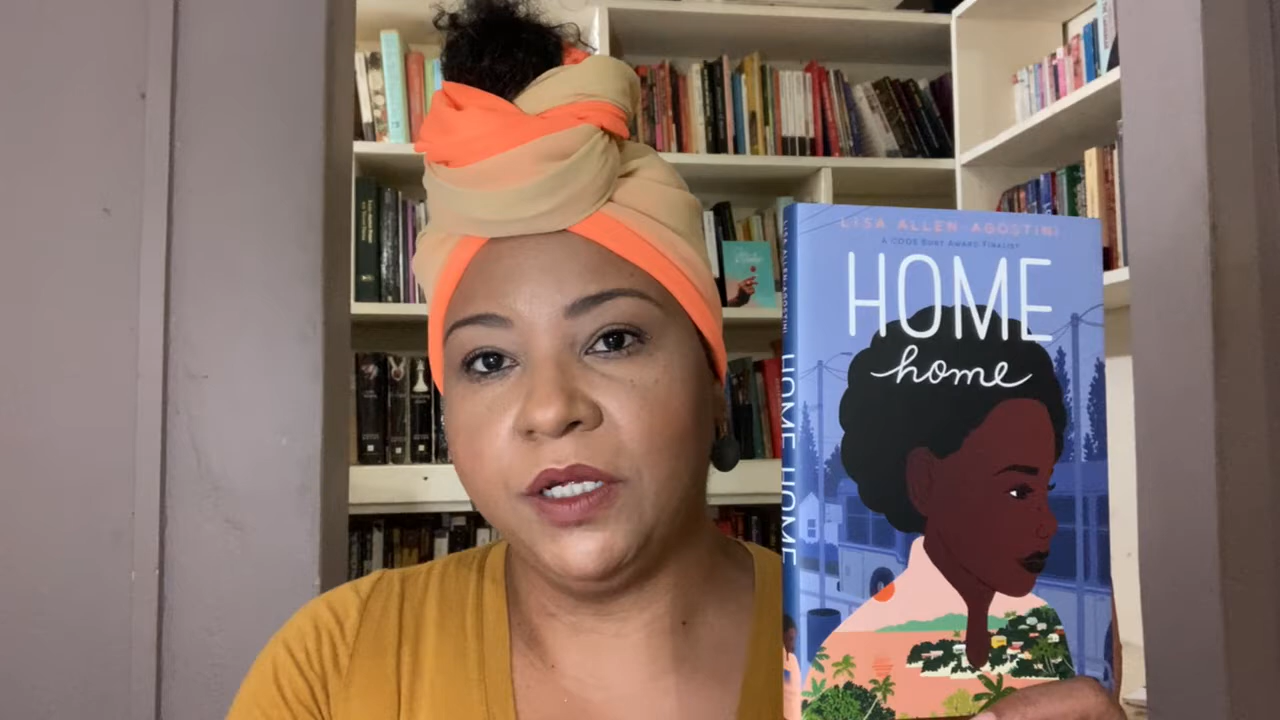 LISA ALLEN-AGOSTINI
A CODE BURT AWARD FINALIST
HOME
home
LISA ALLEN-AGOSTINI
HOME HOME